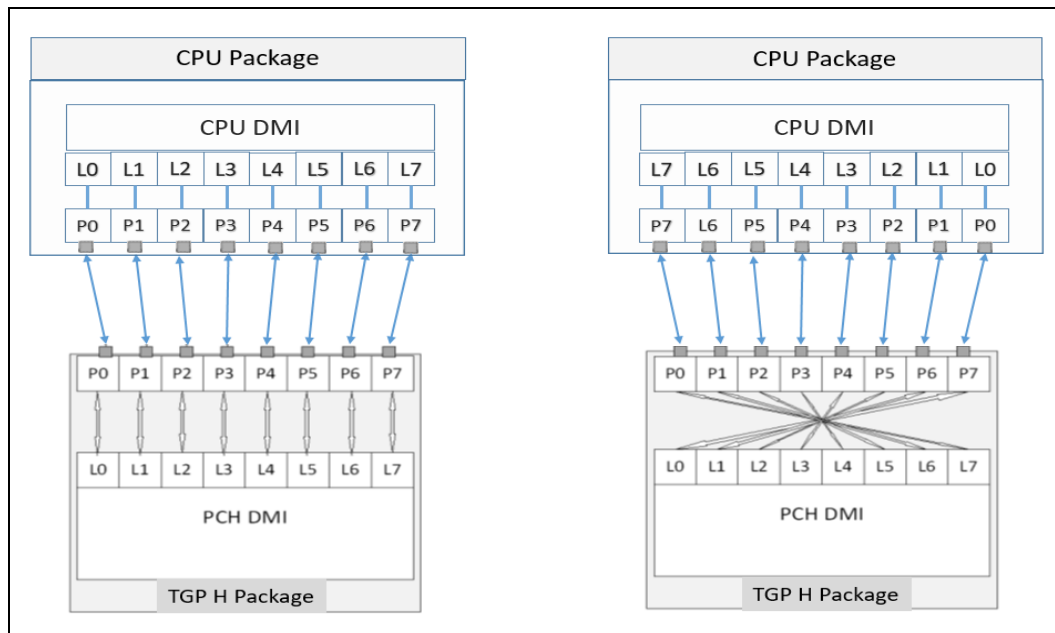 CPU Package
CPU DMI
L0 L1 L2 L3 L4 L5 L6 L7
P0 P1 P2 P3 P4 P5 P6 P7
P0 P1 P2 P3 P4 P5 P6 P7
L0 L1 L2 L3 L4 L5 L6 L7
PCH DMI
TGP H Package
CPU Package
CPU DMI
L7 L6 L5 L4 L3 L2 L1 L0
P7 L6 P5 P4 P3 P2 P1 P0
P0 P1 P2 P3 P4 P5 P6 P7
L0 L1 L2 L3 L4 L5 L6 L7
PCH DMI
TGP H Package